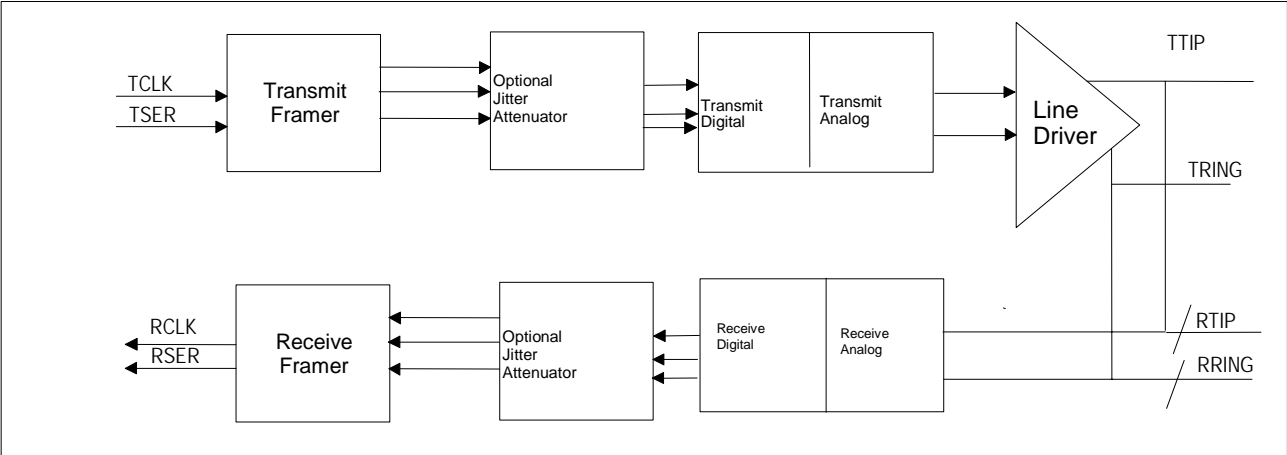 TCLK
TSER
Transmit
Framer
Optional
Jitter
Attenuator
Transmit
Digital
Transmit
Analog
Line
Driver
TTIP
TRING
RCLK
RSER
Receive
Framer
Optional
Jitter
Attenuator
Receive
Digital
Receive
Analog
RTIP
RRING